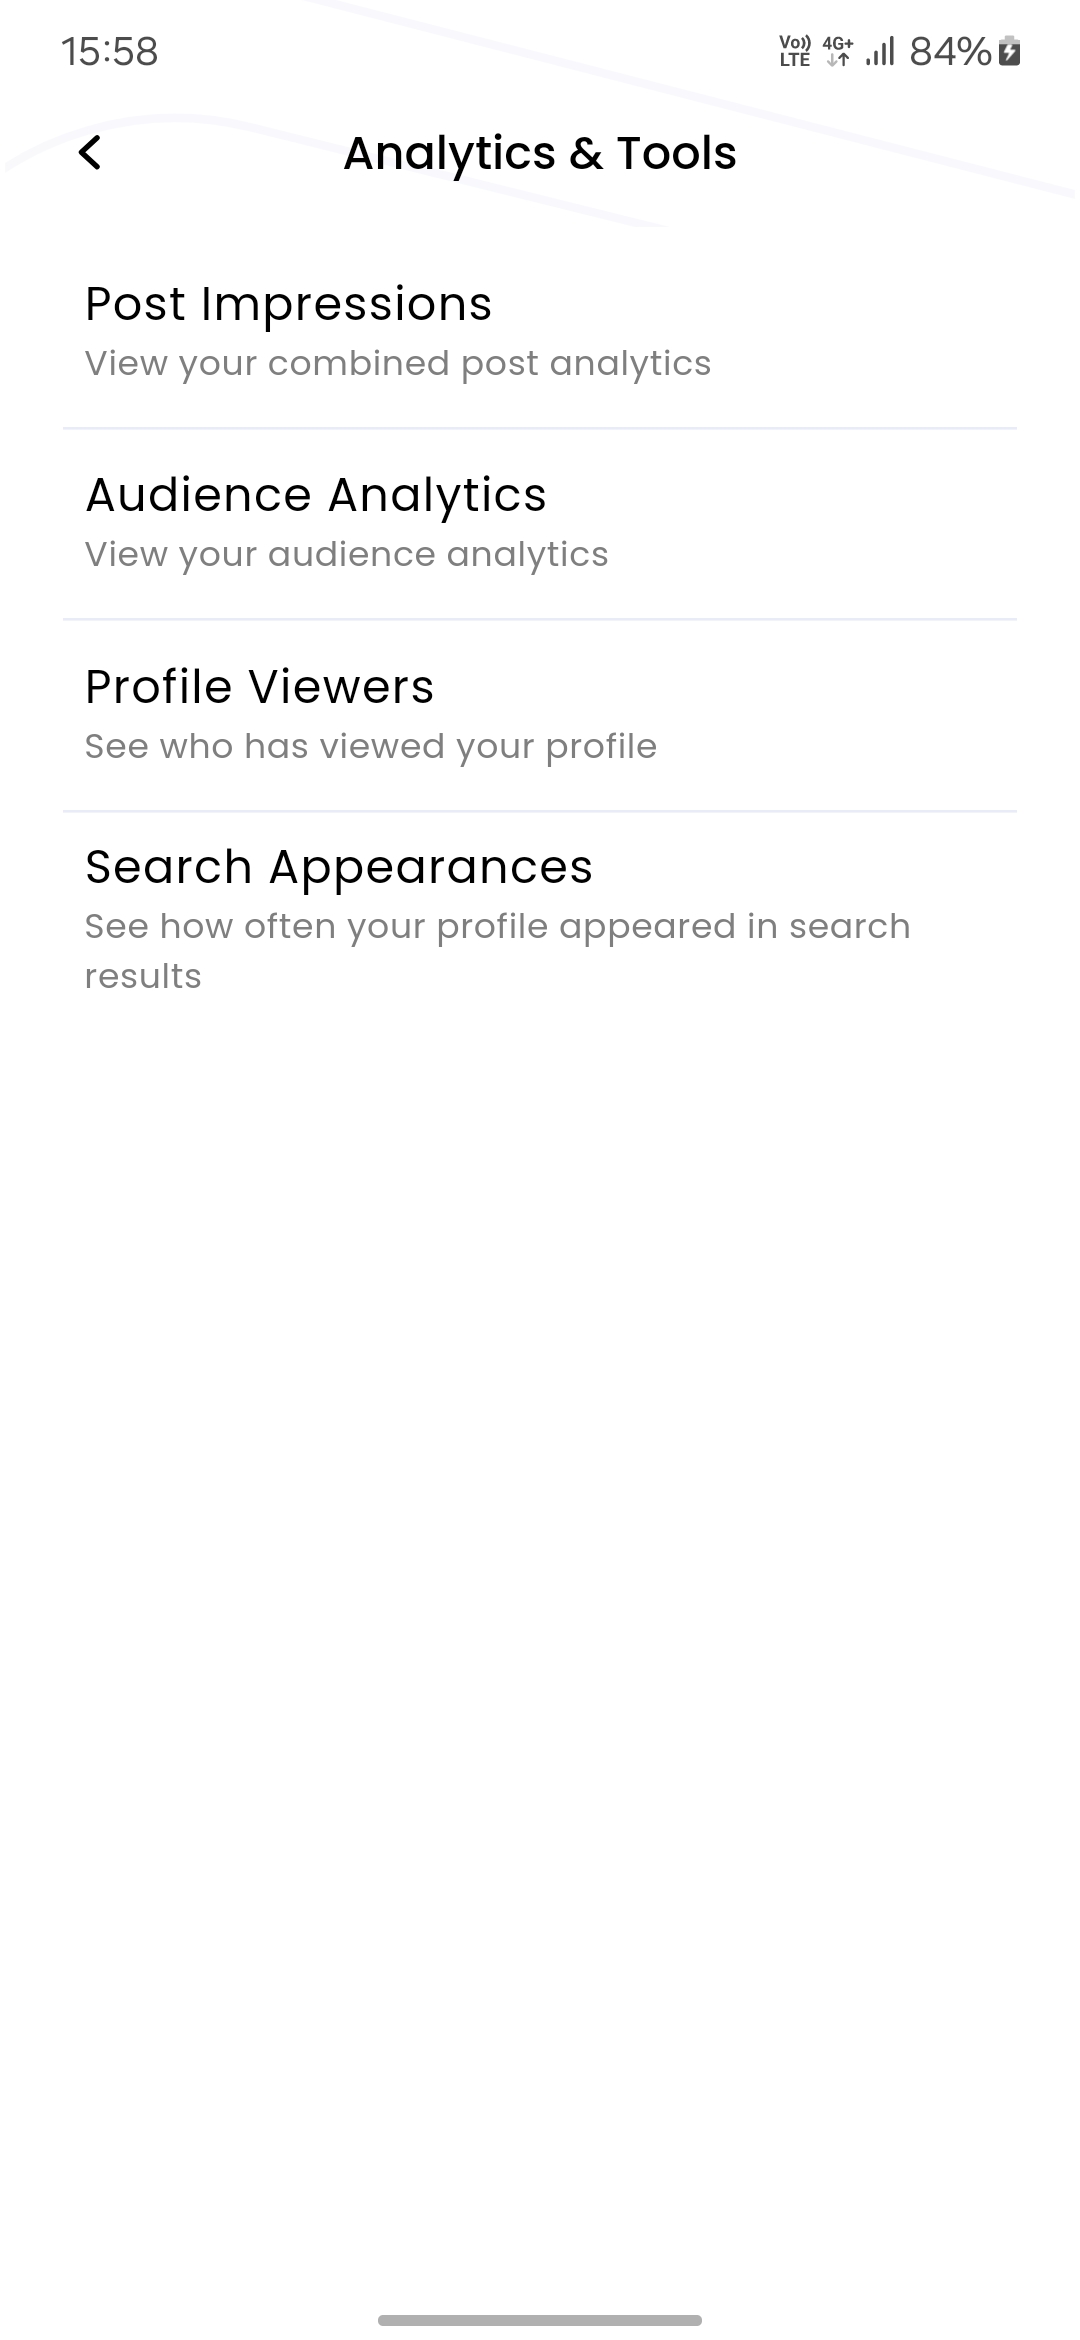 15:58
Vo)) LTE 4G+ 84%
Analytics & Tools
Post Impressions
View your combined post analytics
Audience Analytics
View your audience analytics
Profile Viewers
See who has viewed your profile
Search Appearances
See how often your profile appeared in search
results